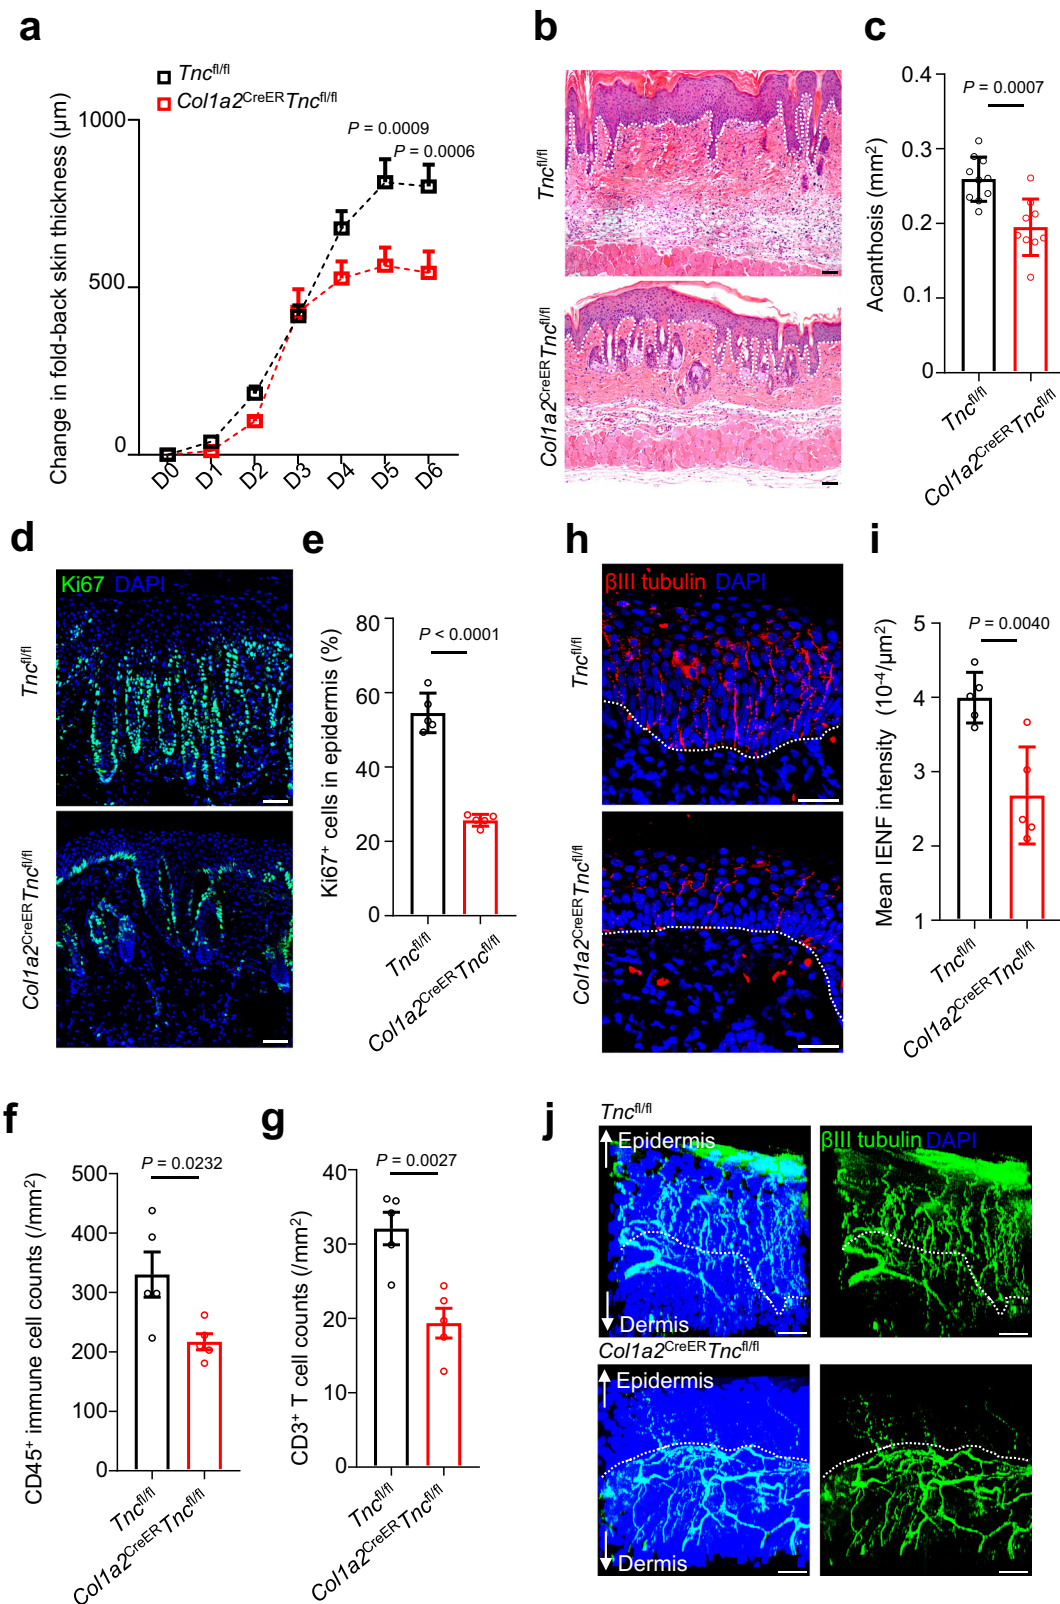 a
Tnc^fl/fl
Col1a2^CreER Tnc^fl/fl
Change in fold-back skin thickness (μm)
1000
500
0
P = 0.0009
P = 0.0006
D0 D1 D2 D3 D4 D5 D6
b
Tnc^fl/fl
Col1a2^CreER Tnc^fl/fl
c
Acanthosis (mm²)
0.4
0.3
0.2
0.1
0
P = 0.0007
Tnc^fl/fl
Col1a2^CreER Tnc^fl/fl
d
Ki67 DAPI
Tnc^fl/fl
Col1a2^CreER Tnc^fl/fl
e
Ki67⁺ cells in epidermis (%)
80
60
40
20
0
P < 0.0001
Tnc^fl/fl
Col1a2^CreER Tnc^fl/fl
h
βIII tubulin DAPI
Tnc^fl/fl
Col1a2^CreER Tnc^fl/fl
i
Mean IENF intensity (10⁻⁴/μm²)
5
4
3
2
1
P = 0.0040
Tnc^fl/fl
Col1a2^CreER Tnc^fl/fl
f
CD45⁺ immune cell counts (/mm²)
500
400
300
200
100
0
P = 0.0232
Tnc^fl/fl
Col1a2^CreER Tnc^fl/fl
g
CD3⁺ T cell counts (/mm²)
40
30
20
10
0
P = 0.0027
Tnc^fl/fl
Col1a2^CreER Tnc^fl/fl
j
Tnc^fl/fl
Epidermis
Dermis
βIII tubulin DAPI
Col1a2^CreER Tnc^fl/fl
Epidermis
Dermis